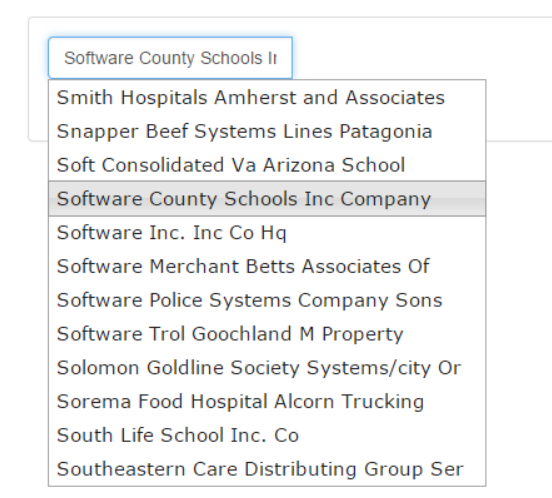 Software County Schools Ir
Smith Hospitals Amherst and Associates
Snapper Beef Systems Lines Patagonia
Soft Consolidated Va Arizona School
Software County Schools Inc Company
Software Inc. Inc Co Hq
Software Merchant Betts Associates Of
Software Police Systems Company Sons
Software Trol Goochland M Property
Solomon Goldline Society Systems/city Or
Sorema Food Hospital Alcorn Trucking
South Life School Inc. Co
Southeastern Care Distributing Group Ser